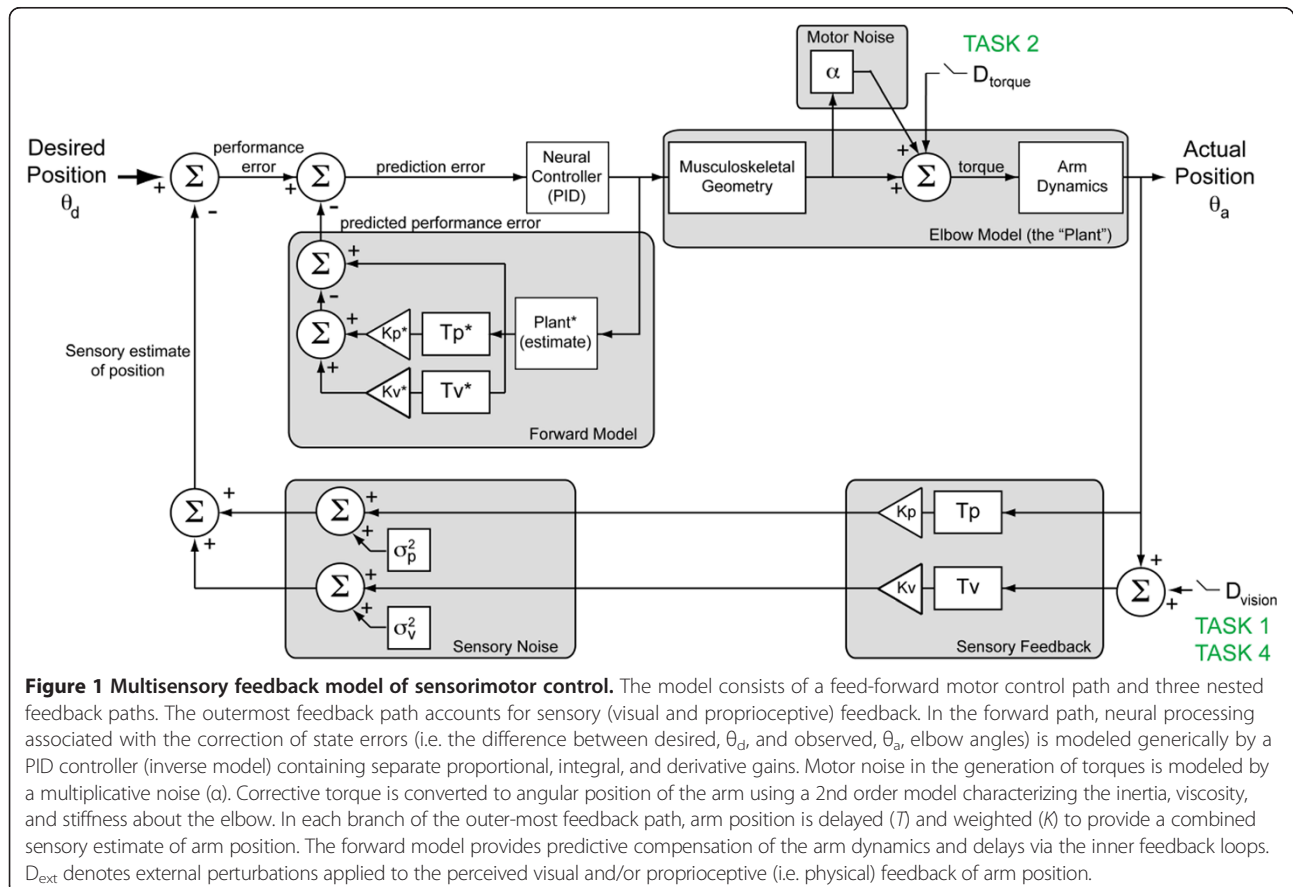 Motor Noise
TASK 2
α
D_torque
Desired
Position
θ_d
performance
error
+
Σ
-
+
Σ
-
prediction error
Neural
Controller
(PID)
Musculoskeletal
Geometry
+
+
Σ
torque
Arm
Dynamics
Actual
Position
θ_a
Elbow Model (the “Plant”)
predicted performance error
Σ
+
-
Σ
+
+
Kp*
Tp*
Plant*
(estimate)
Kv*
Tv*
Forward Model
Sensory estimate
of position
Σ
+
+
Σ
+
+
σ_p^2
Σ
+
+
σ_v^2
Sensory Noise
Kp
Tp
Kv
Tv
Sensory Feedback
+
Σ
+
D_vision
TASK 1
TASK 4
Figure 1 Multisensory feedback model of sensorimotor control. The model consists of a feed-forward motor control path and three nested
feedback paths. The outermost feedback path accounts for sensory (visual and proprioceptive) feedback. In the forward path, neural processing
associated with the correction of state errors (i.e. the difference between desired, θ_d, and observed, θ_a, elbow angles) is modeled generically by a
PID controller (inverse model) containing separate proportional, integral, and derivative gains. Motor noise in the generation of torques is modeled by
a multiplicative noise (α). Corrective torque is converted to angular position of the arm using a 2nd order model characterizing the inertia, viscosity,
and stiffness about the elbow. In each branch of the outer-most feedback path, arm position is delayed (T) and weighted (K) to provide a combined
sensory estimate of arm position. The forward model provides predictive compensation of the arm dynamics and delays via the inner feedback loops.
D_ext denotes external perturbations applied to the perceived visual and/or proprioceptive (i.e. physical) feedback of arm position.